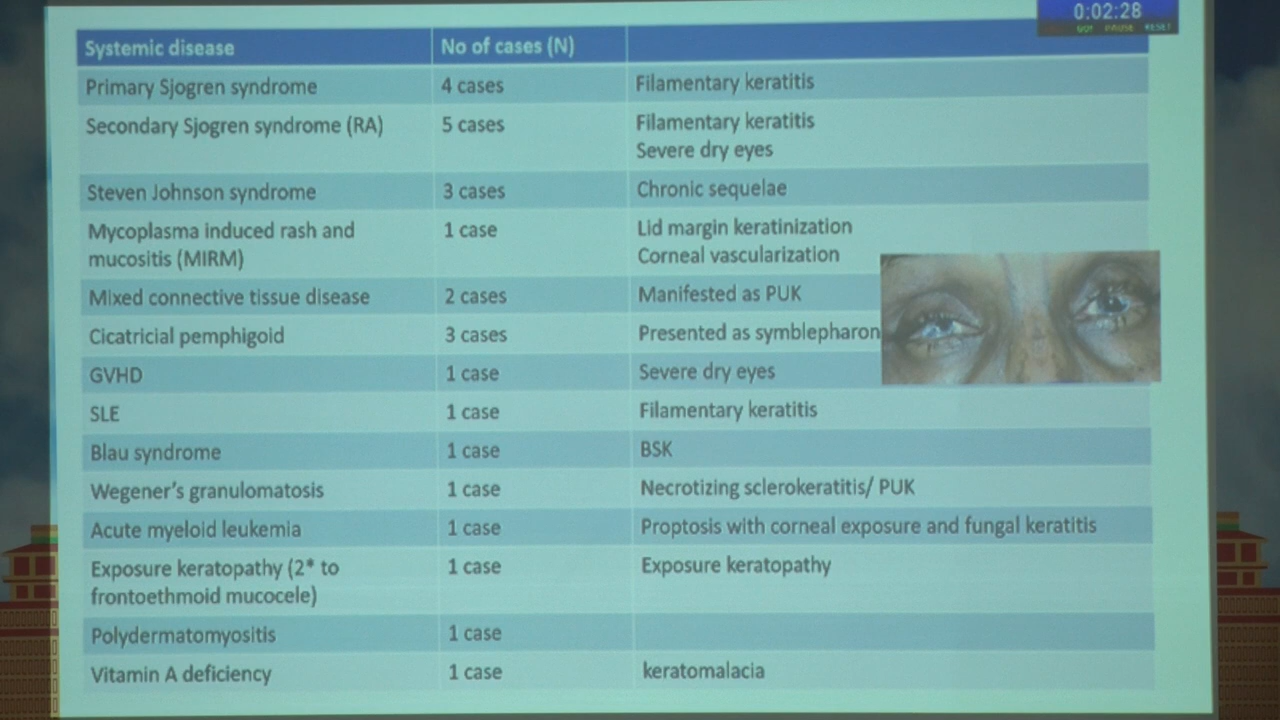 0:02:28
GO! PAUSE RESET
Systemic disease No of cases (N)
Primary Sjogren syndrome 4 cases Filamentary keratitis
Secondary Sjogren syndrome (RA) 5 cases Filamentary keratitis
Severe dry eyes
Steven Johnson syndrome 3 cases Chronic sequelae
Mycoplasma induced rash and 1 case Lid margin keratinization
mucositis (MIRM) Corneal vascularization
Mixed connective tissue disease 2 cases Manifested as PUK
Cicatricial pemphigoid 3 cases Presented as symblepharon
GVHD 1 case Severe dry eyes
SLE 1 case Filamentary keratitis
Blau syndrome 1 case BSK
Wegener's granulomatosis 1 case Necrotizing sclerokeratitis/ PUK
Acute myeloid leukemia 1 case Proptosis with corneal exposure and fungal keratitis
Exposure keratopathy (2* to 1 case Exposure keratopathy
frontoethmoid mucocele)
Polydermatomyositis 1 case
Vitamin A deficiency 1 case keratomalacia